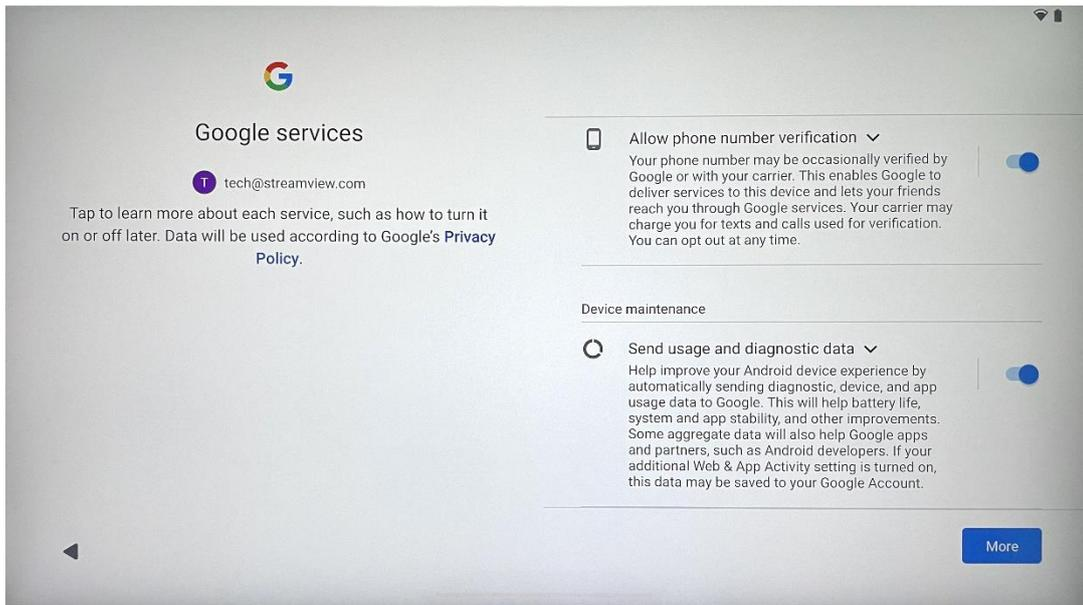 Google services
T tech@streamview.com
Tap to learn more about each service, such as how to turn it
on or off later. Data will be used according to Google's Privacy
Policy.
Allow phone number verification
Your phone number may be occasionally verified by
Google or with your carrier. This enables Google to
deliver services to this device and lets your friends
reach you through Google services. Your carrier may
charge you for texts and calls used for verification.
You can opt out at any time.
Device maintenance
Send usage and diagnostic data
Help improve your Android device experience by
automatically sending diagnostic, device, and app
usage data to Google. This will help battery life,
system and app stability, and other improvements.
Some aggregate data will also help Google apps
and partners, such as Android developers. If your
additional Web & App Activity setting is turned on,
this data may be saved to your Google Account.
More